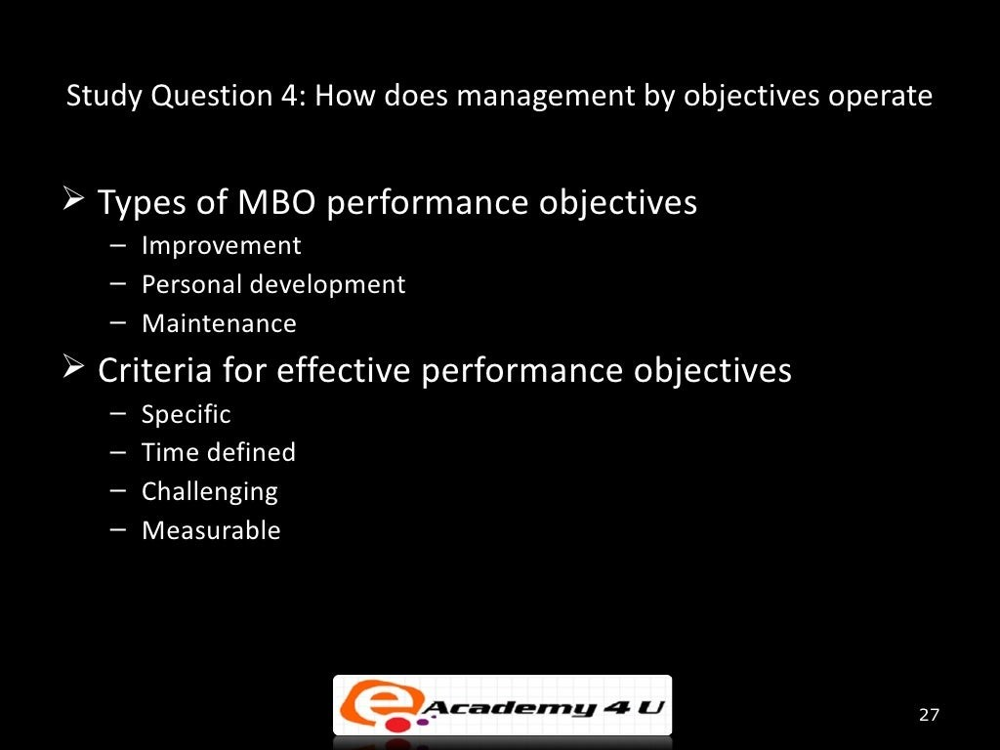 Study Question 4: How does management by objectives operate
➢ Types of MBO performance objectives
– Improvement
– Personal development
– Maintenance
➢ Criteria for effective performance objectives
– Specific
– Time defined
– Challenging
– Measurable
e Academy 4 U
27